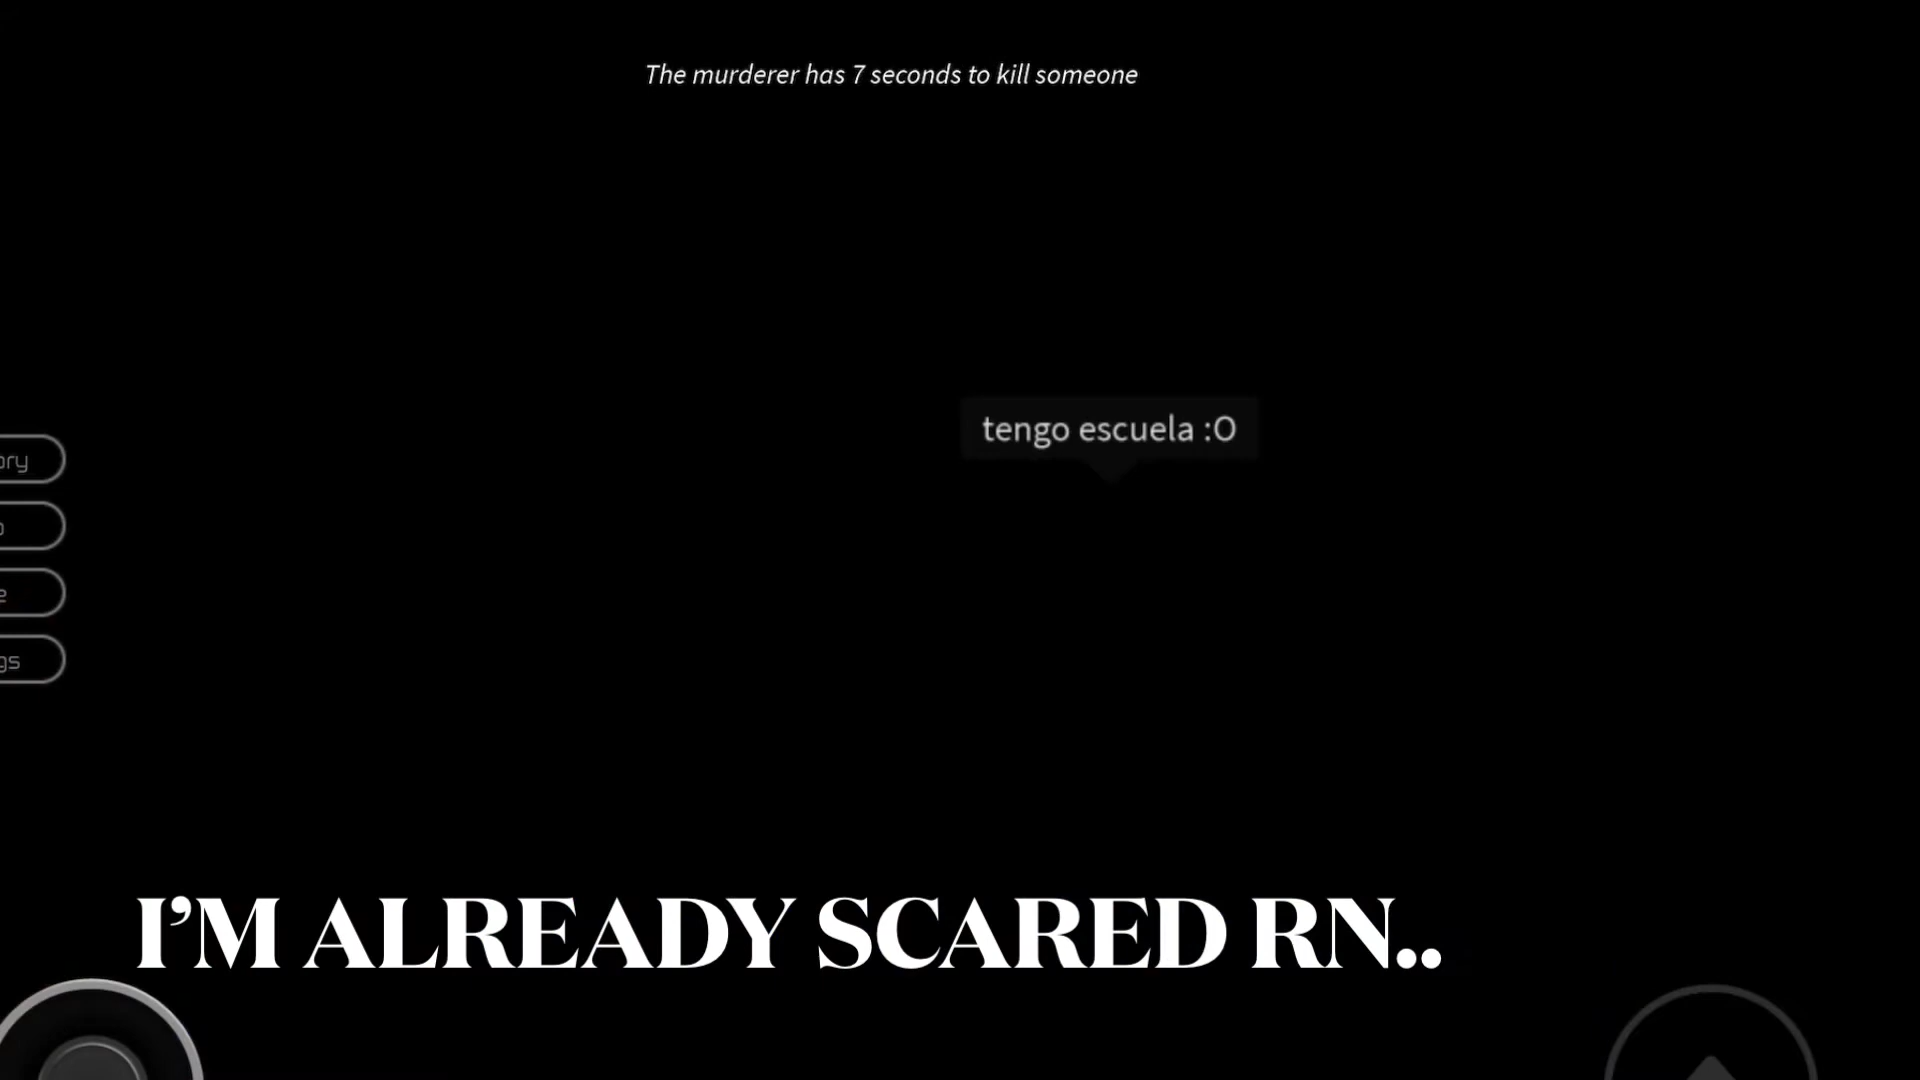 The murderer has 7 seconds to kill someone
tengo escuela :O
I'M ALREADY SCARED RN..